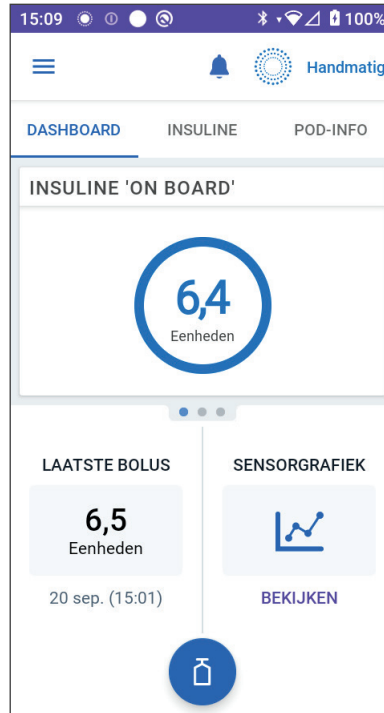 15:09 100%
Handmatig
DASHBOARD INSULINE POD-INFO
INSULINE 'ON BOARD'
6,4
Eenheden
LAATSTE BOLUS
6,5
Eenheden
20 sep. (15:01)
SENSORGRAFIEK
BEKIJKEN